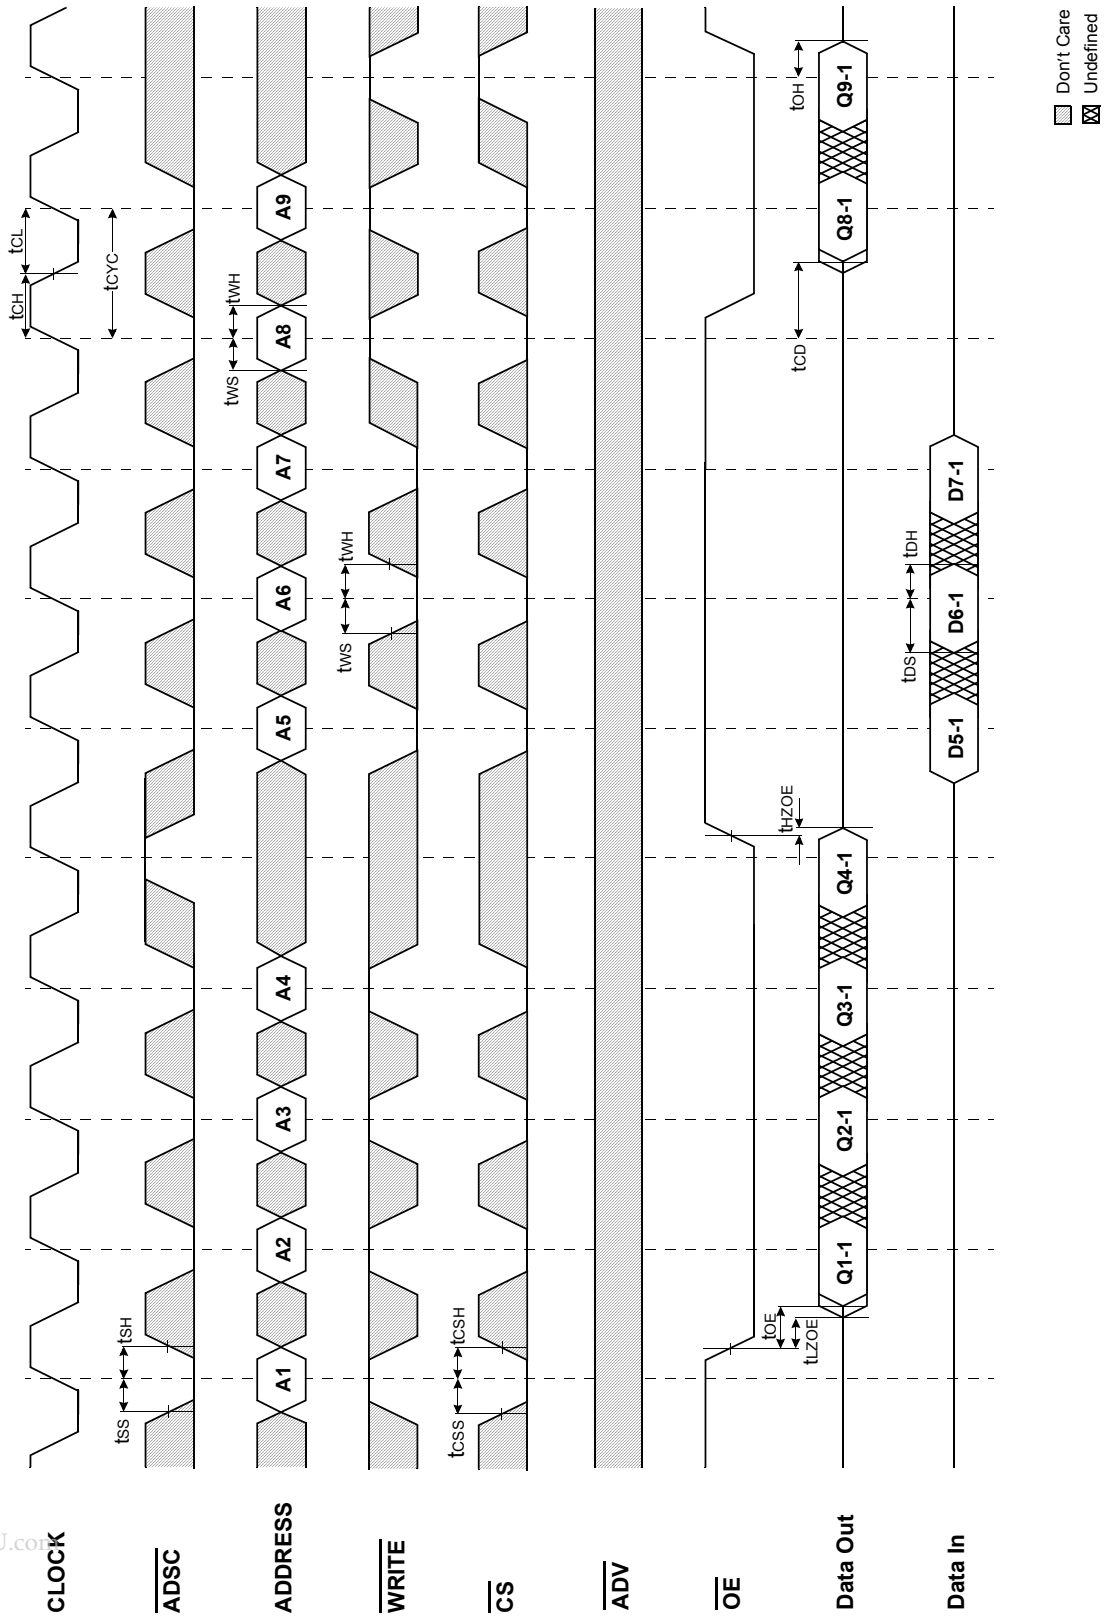 CLOCK
tCH
tCL
tCYC
ADSC
tSS
tSH
ADDRESS
A1
A2
A3
A4
A5
A6
A7
A8
A9
tWS
tWH
WRITE
tWS
tWH
CS
tCSS
tCSH
ADV
OE
Data Out
tOE
tLZOE
Q1-1
Q2-1
Q3-1
Q4-1
tHZOE
tCD
Q8-1
Q9-1
tOH
Data In
D5-1
D6-1
D7-1
tDS
tDH
Don't Care
Undefined
U.com